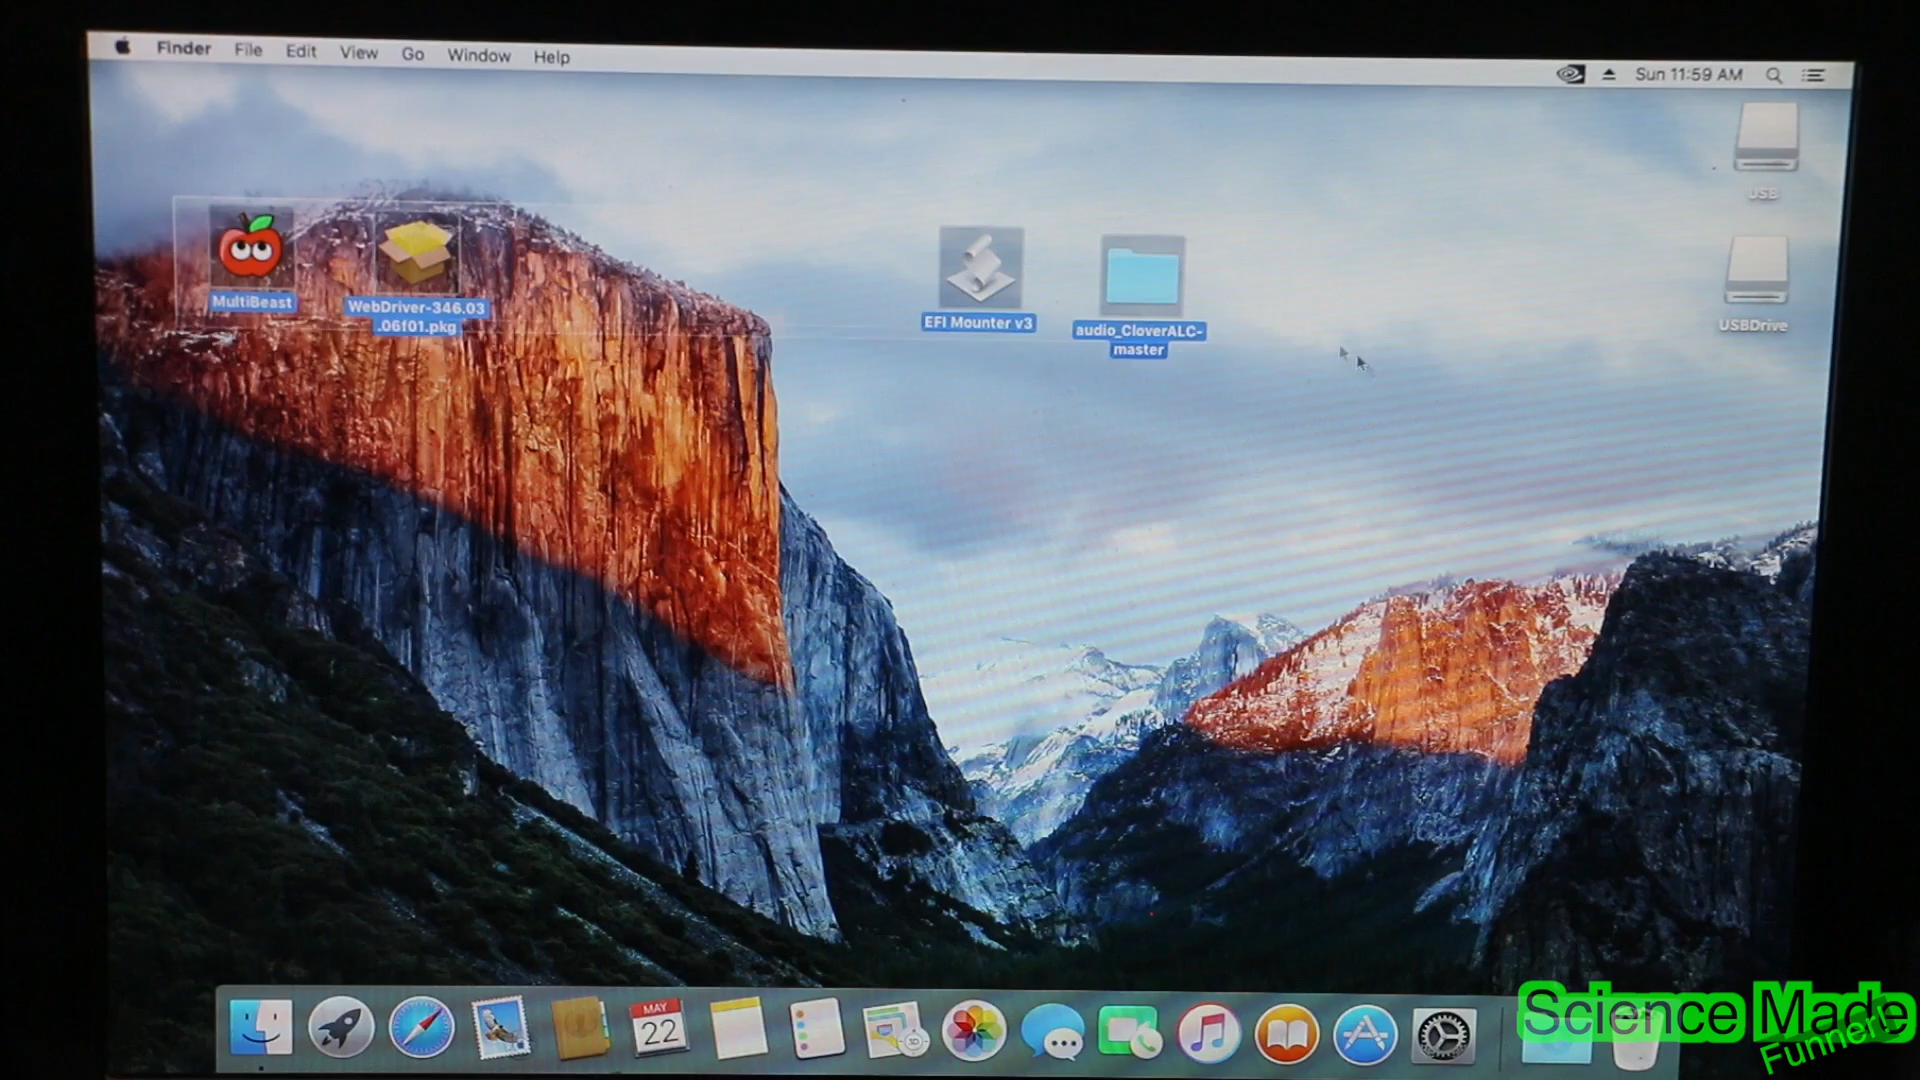 Finder File Edit View Go Window Help
Sun 11:59 AM
USB
MultiBeast
WebDriver-346.03
.06f01.pkg
EFI Mounter v3
audio_CloverALC-
master
USBDrive
MAY
22
3D
Science Made
Funner!